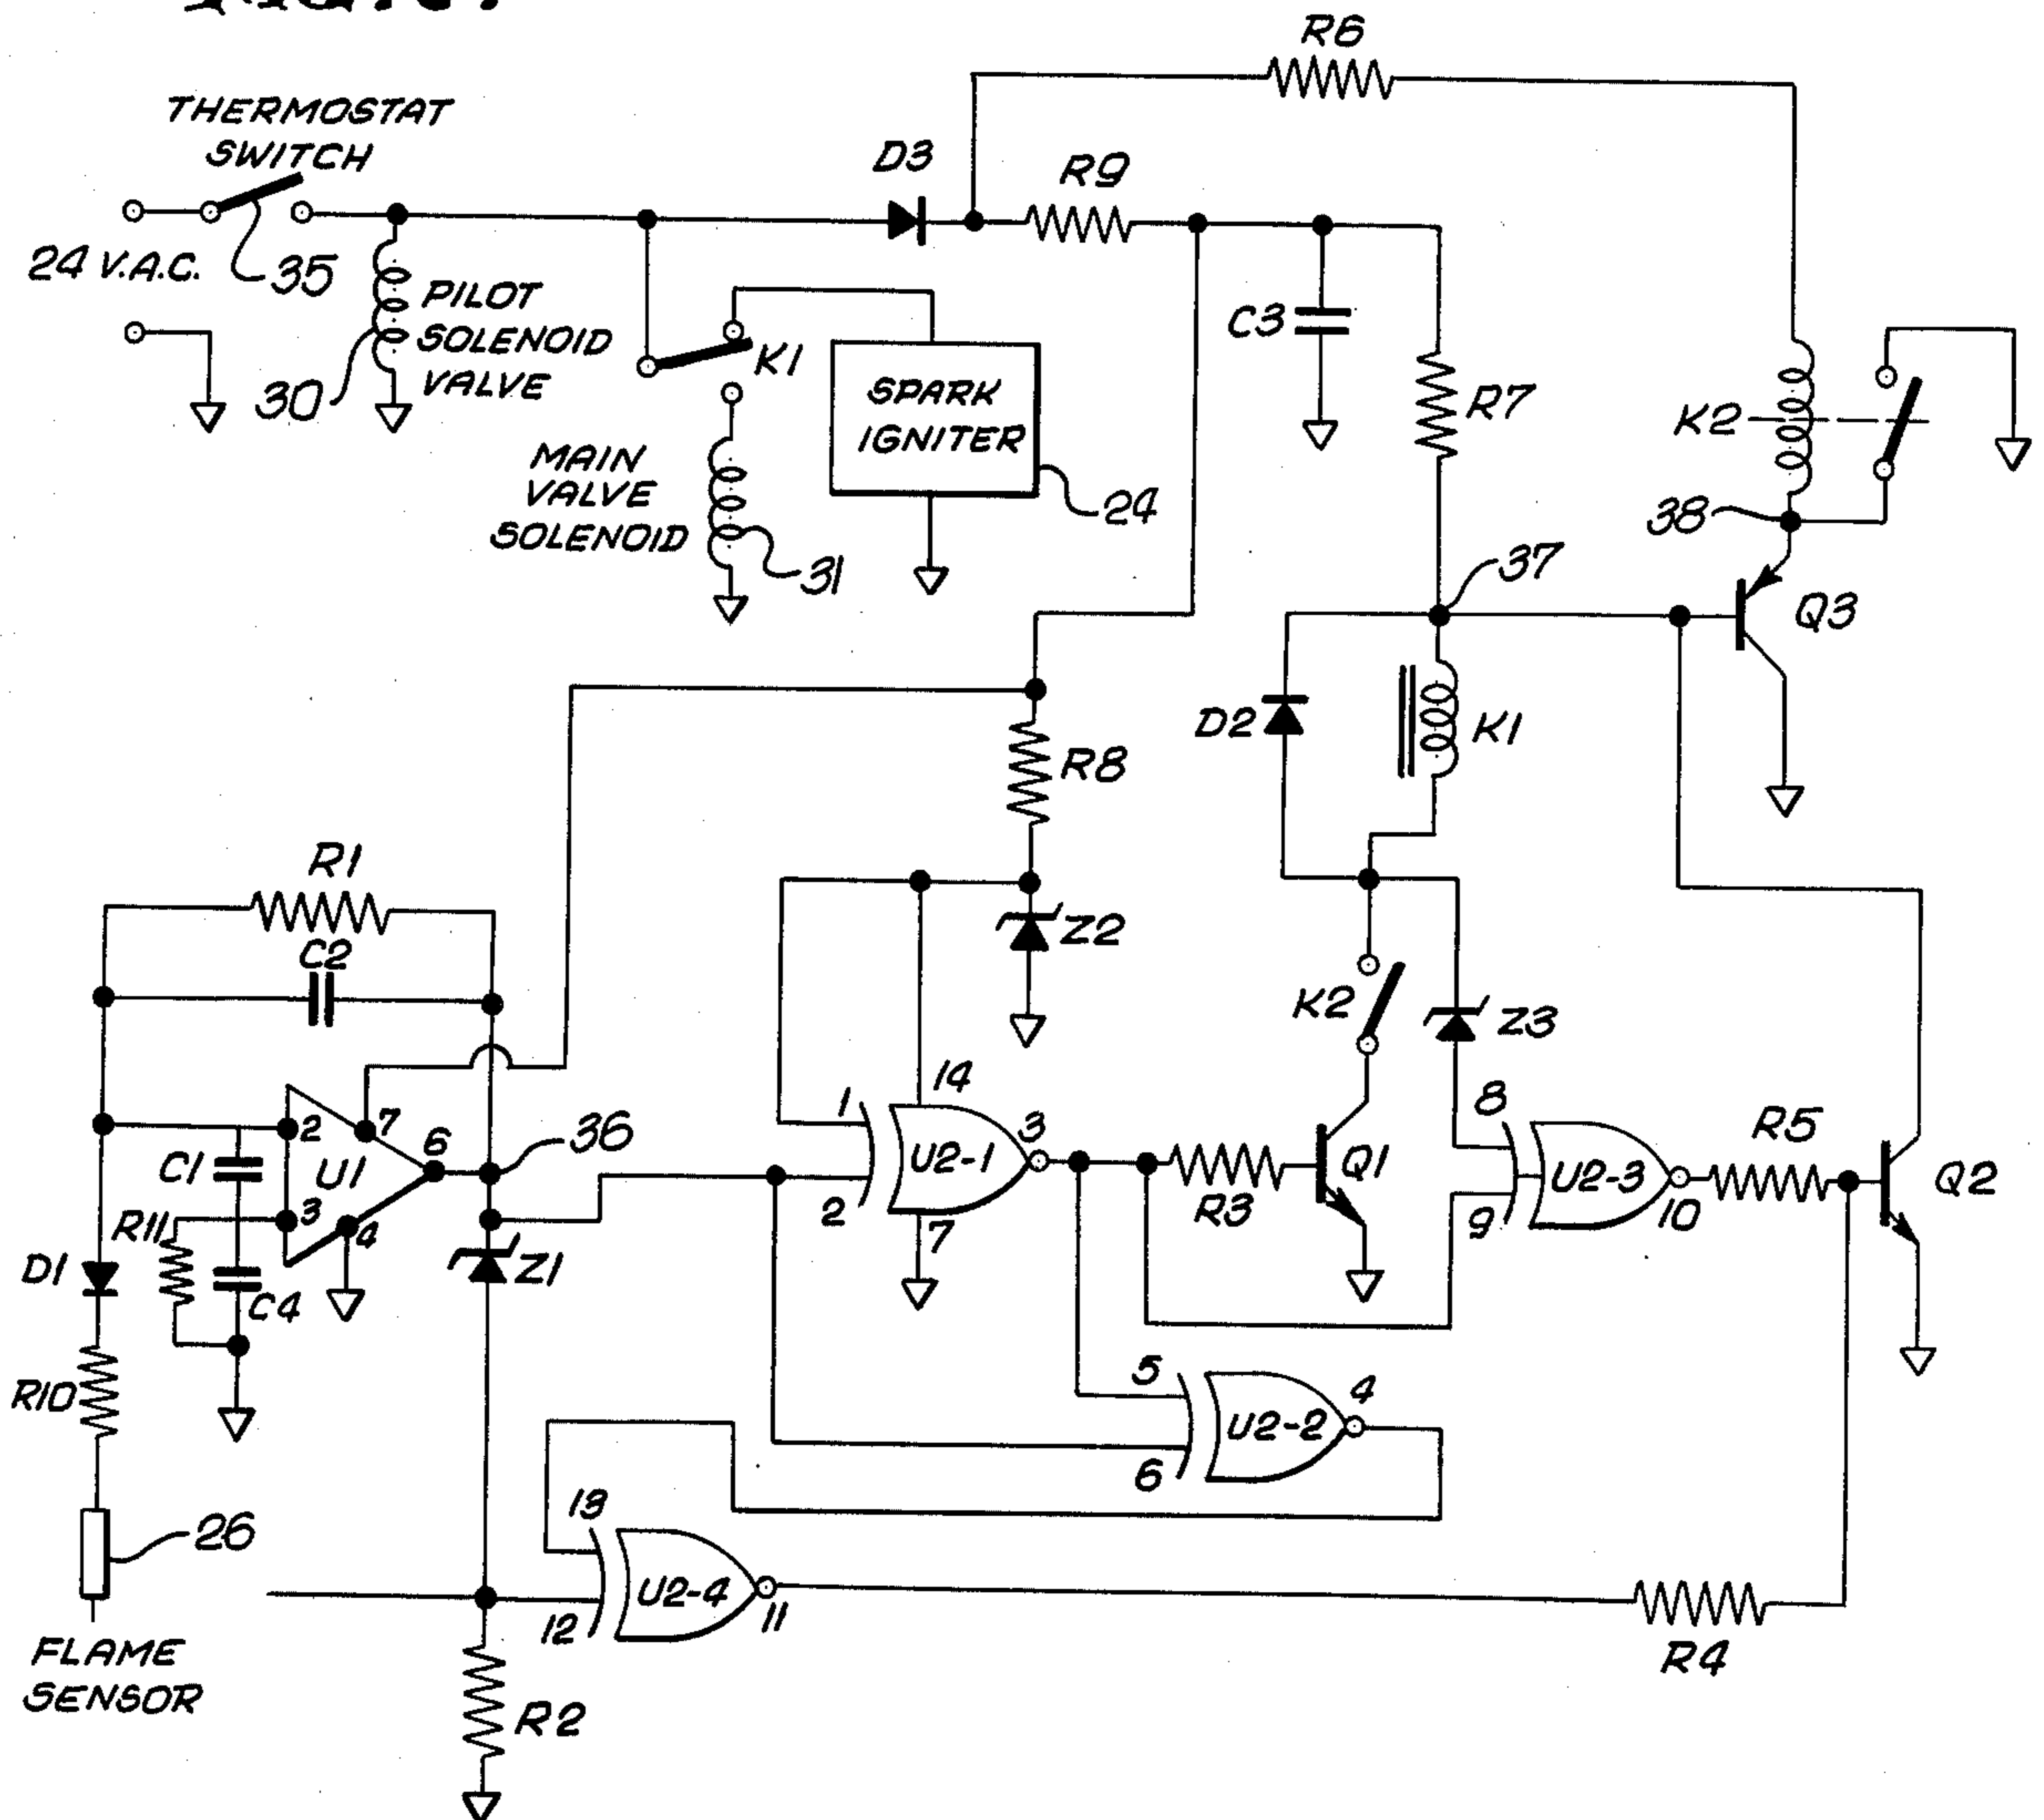 R6
THERMOSTAT
SWITCH
D3
R9
24 V.A.C.
35
PILOT
SOLENOID
VALVE
30
K1
SPARK
IGNITER
24
C3
R7
K2
38
MAIN
VALVE
SOLENOID
31
37
Q3
D2
K1
R8
R1
C2
Z2
K2
Z3
14
1
2
7
6
36
C1
U1
3
4
R11
D1
C4
Z1
U2-1
3
2
7
R3
Q1
8
9
U2-3
10
R5
Q2
R10
5
6
U2-2
4
26
13
12
U2-4
11
R4
FLAME
SENSOR
R2